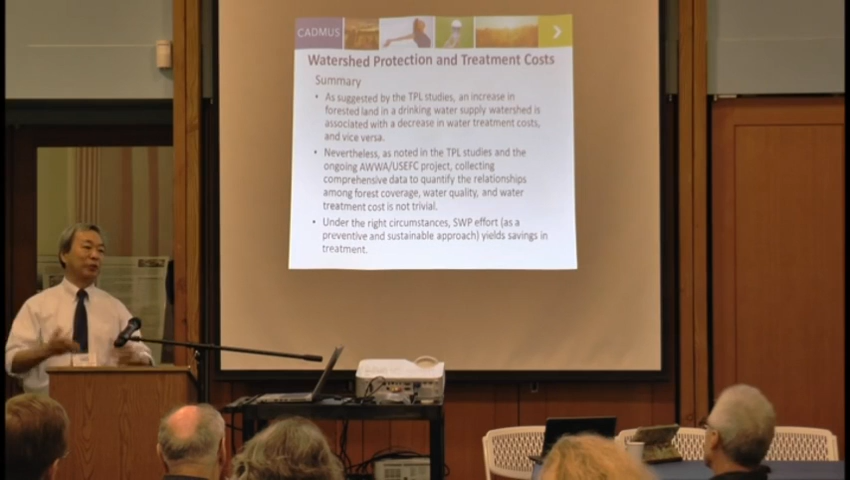 CADMUS
Watershed Protection and Treatment Costs
Summary
• As suggested by the TPL studies, an increase in
forested land in a drinking water supply watershed is
associated with a decrease in water treatment costs,
and vice versa.
• Nevertheless, as noted in the TPL studies and the
ongoing AWWA/USEFC project, collecting
comprehensive data to quantify the relationships
among forest coverage, water quality, and water
treatment cost is not trivial.
• Under the right circumstances, SWP effort (as a
preventive and sustainable approach) yields savings in
treatment.